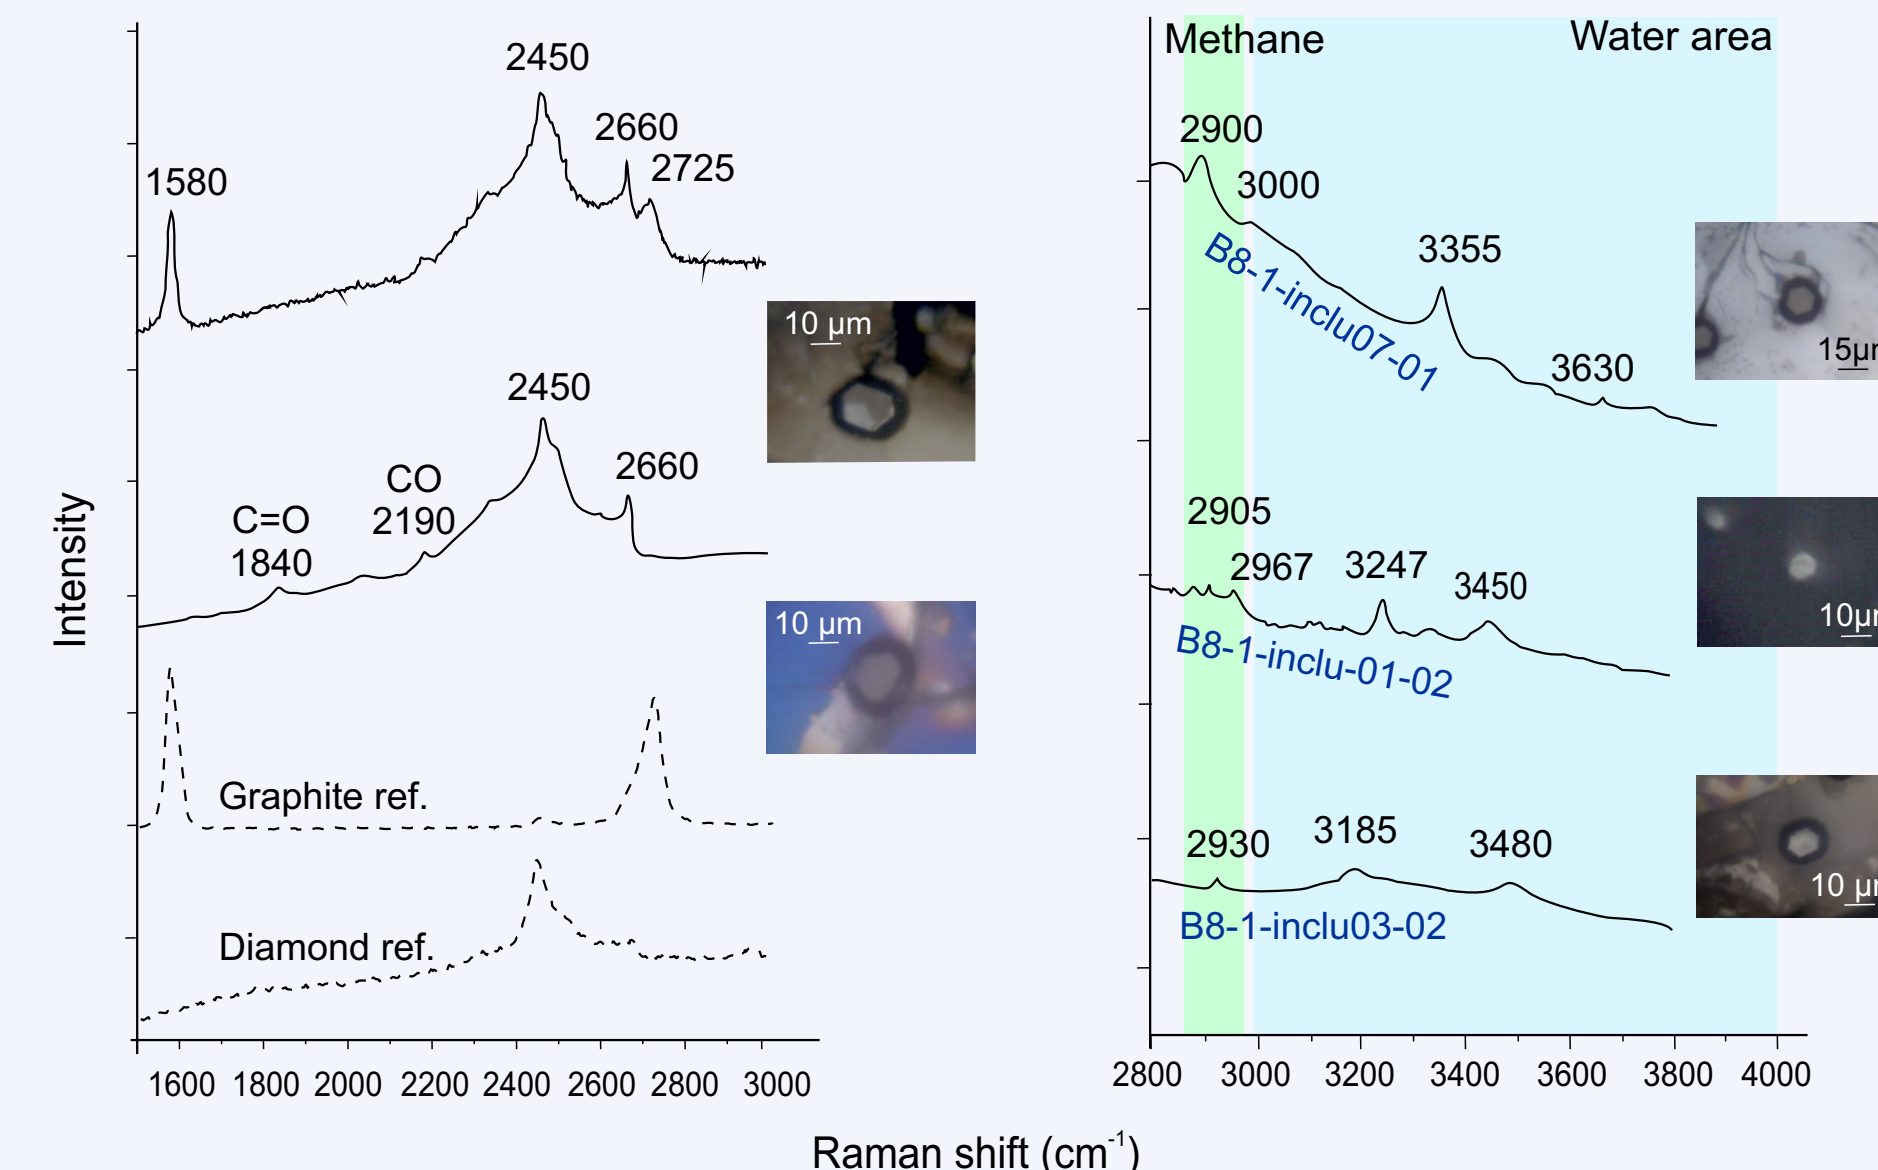 2450
2660
2725
1580
10 µm
2450
CO
2190
2660
C=O
1840
10 µm
Graphite ref.
Diamond ref.
Intensity
1600 1800 2000 2200 2400 2600 2800 3000
Methane
Water area
2900
3000
3355
3630
B8-1-inclu07-01
2905
2967
3247
3450
B8-1-inclu-01-02
10µ
2930
3185
3480
B8-1-inclu03-02
10 µ
15µ
2800 3000 3200 3400 3600 3800 4000
Raman shift (cm-1)